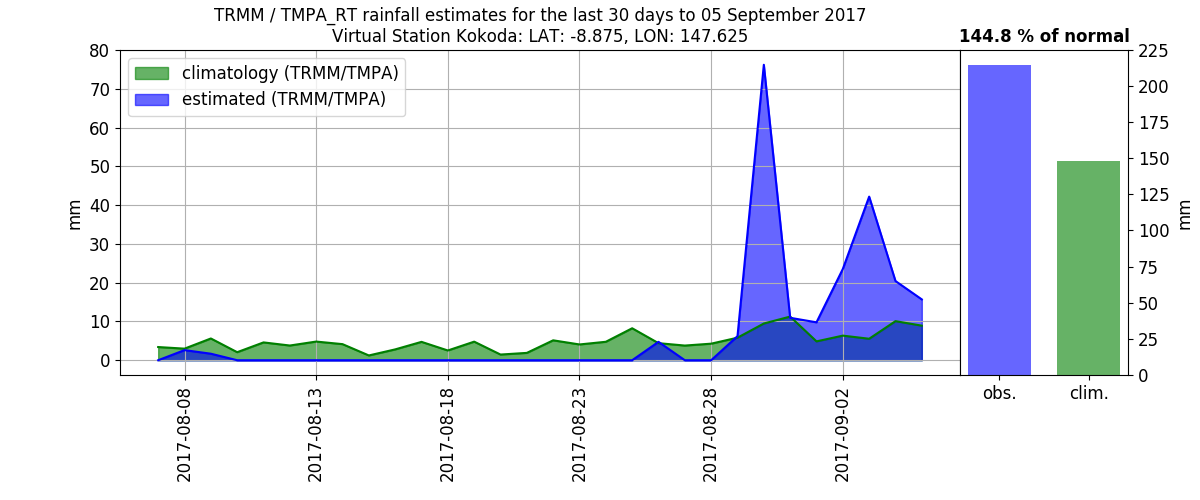 TRMM / TMPA_RT rainfall estimates for the last 30 days to 05 September 2017
Virtual Station Kokoda: LAT: -8.875, LON: 147.625
144.8 % of normal
climatology (TRMM/TMPA)
estimated (TRMM/TMPA)
mm
80
70
60
50
40
30
20
10
0
2017-08-08
2017-08-13
2017-08-18
2017-08-23
2017-08-28
2017-09-02
obs.
clim.
225
200
175
150
125
100
75
50
25
0
mm